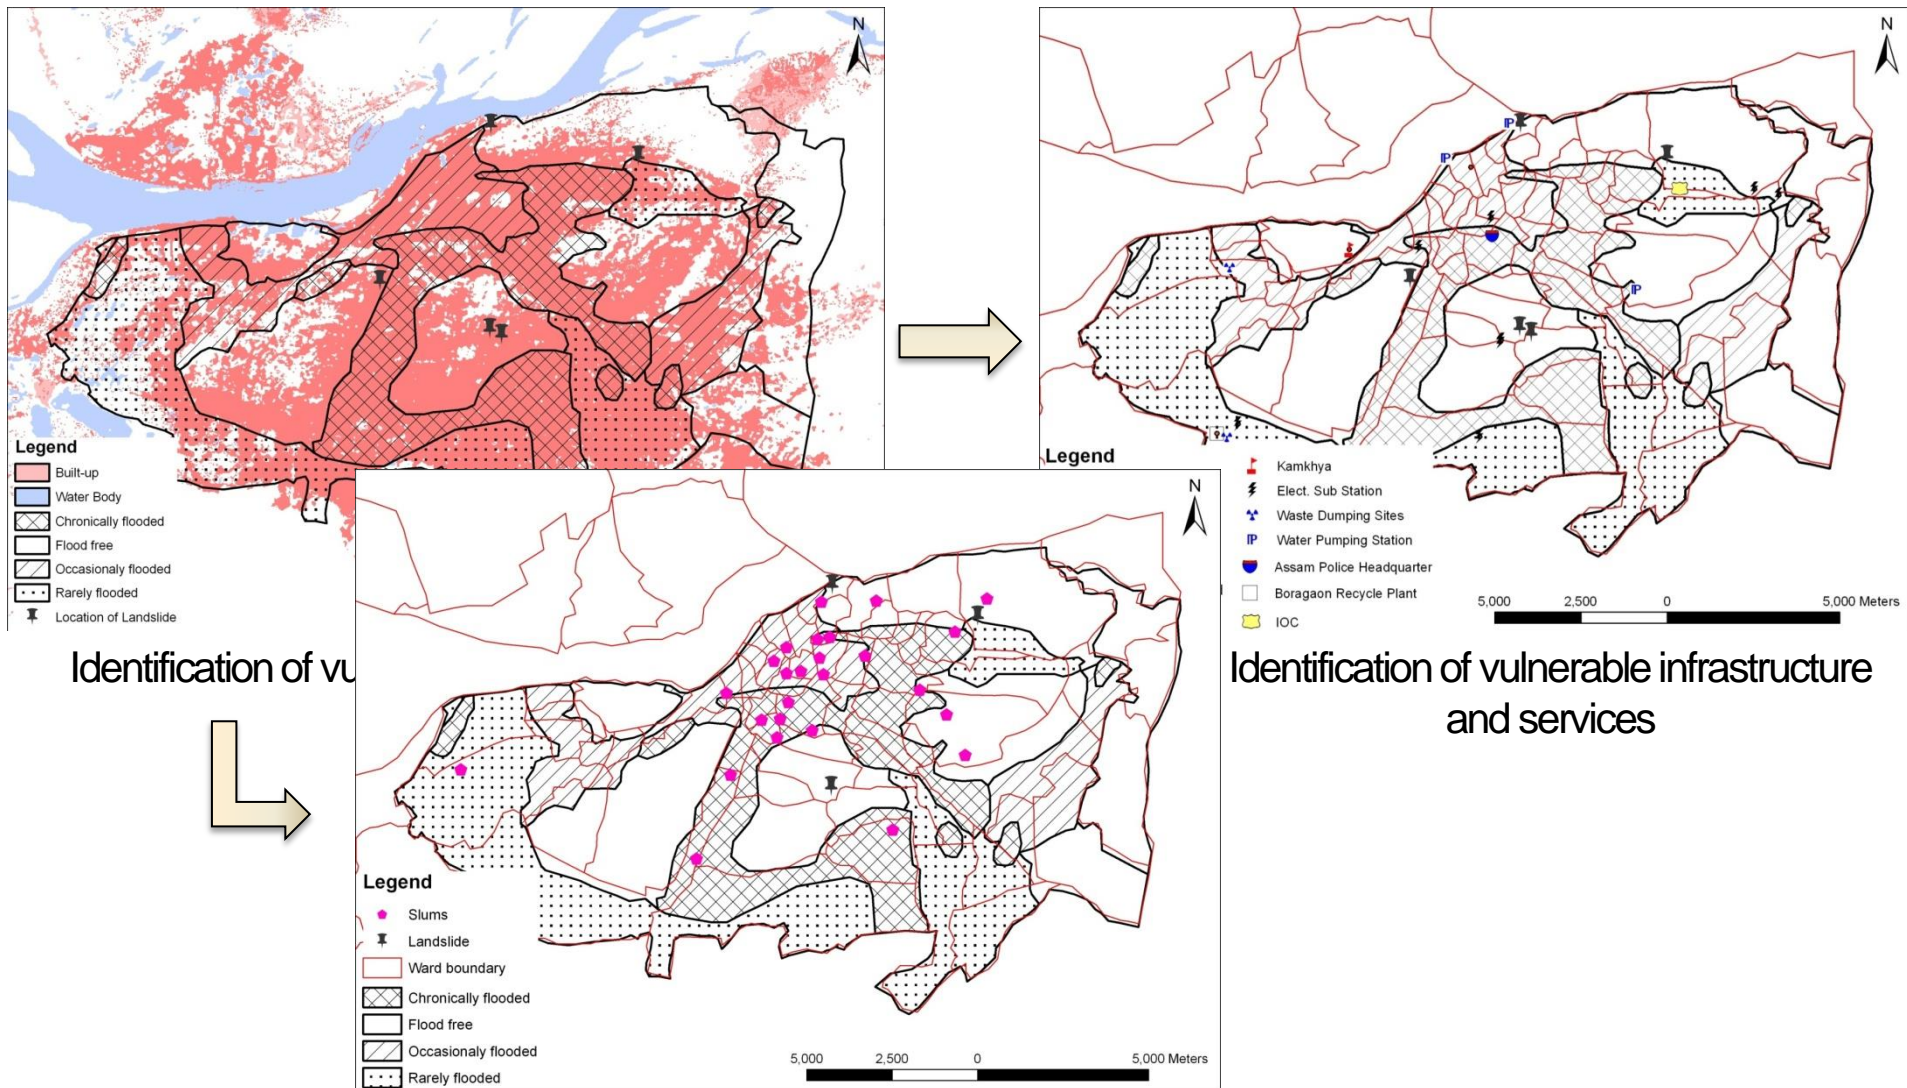 N
Legend
Built-up
Water Body
Chronically flooded
Flood free
Occasionaly flooded
Rarely flooded
Location of Landslide
Identification of vu
N
Legend
Kamkhya
Elect. Sub Station
Waste Dumping Sites
Water Pumping Station
Assam Police Headquarter
Boragaon Recycle Plant
IOC
5,000 2,500 0 5,000 Meters
Identification of vulnerable infrastructure
and services
N
Legend
Slums
Landslide
Ward boundary
Chronically flooded
Flood free
Occasionaly flooded
Rarely flooded
5,000 2,500 0 5,000 Meters